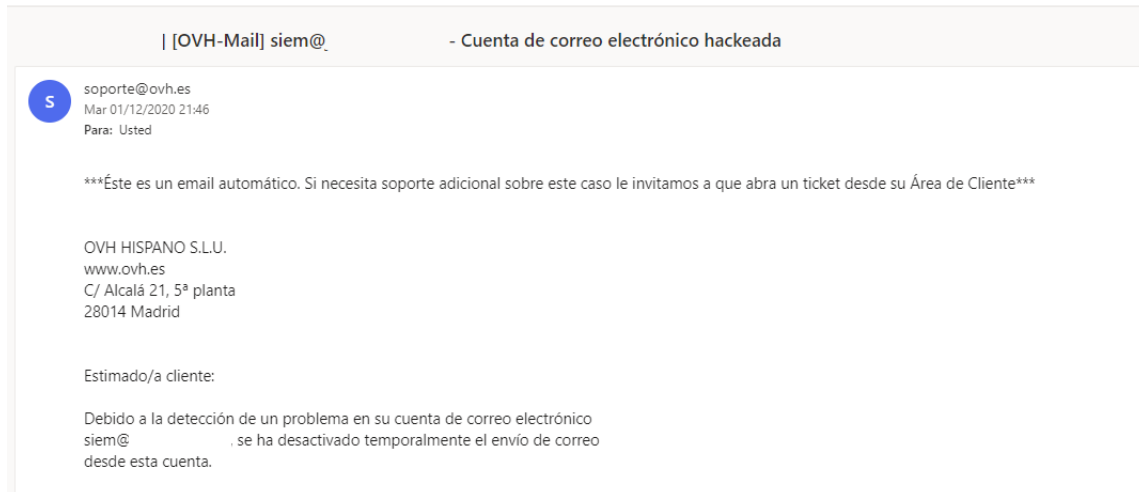 | [OVH-Mail] siem@ - Cuenta de correo electrónico hackeada
S
soporte@ovh.es
Mar 01/12/2020 21:46
Para: Usted
***Éste es un email automático. Si necesita soporte adicional sobre este caso le invitamos a que abra un ticket desde su Área de Cliente***
OVH HISPANO S.L.U.
www.ovh.es
C/ Alcalá 21, 5ª planta
28014 Madrid
Estimado/a cliente:
Debido a la detección de un problema en su cuenta de correo electrónico
siem@ . se ha desactivado temporalmente el envío de correo
desde esta cuenta.